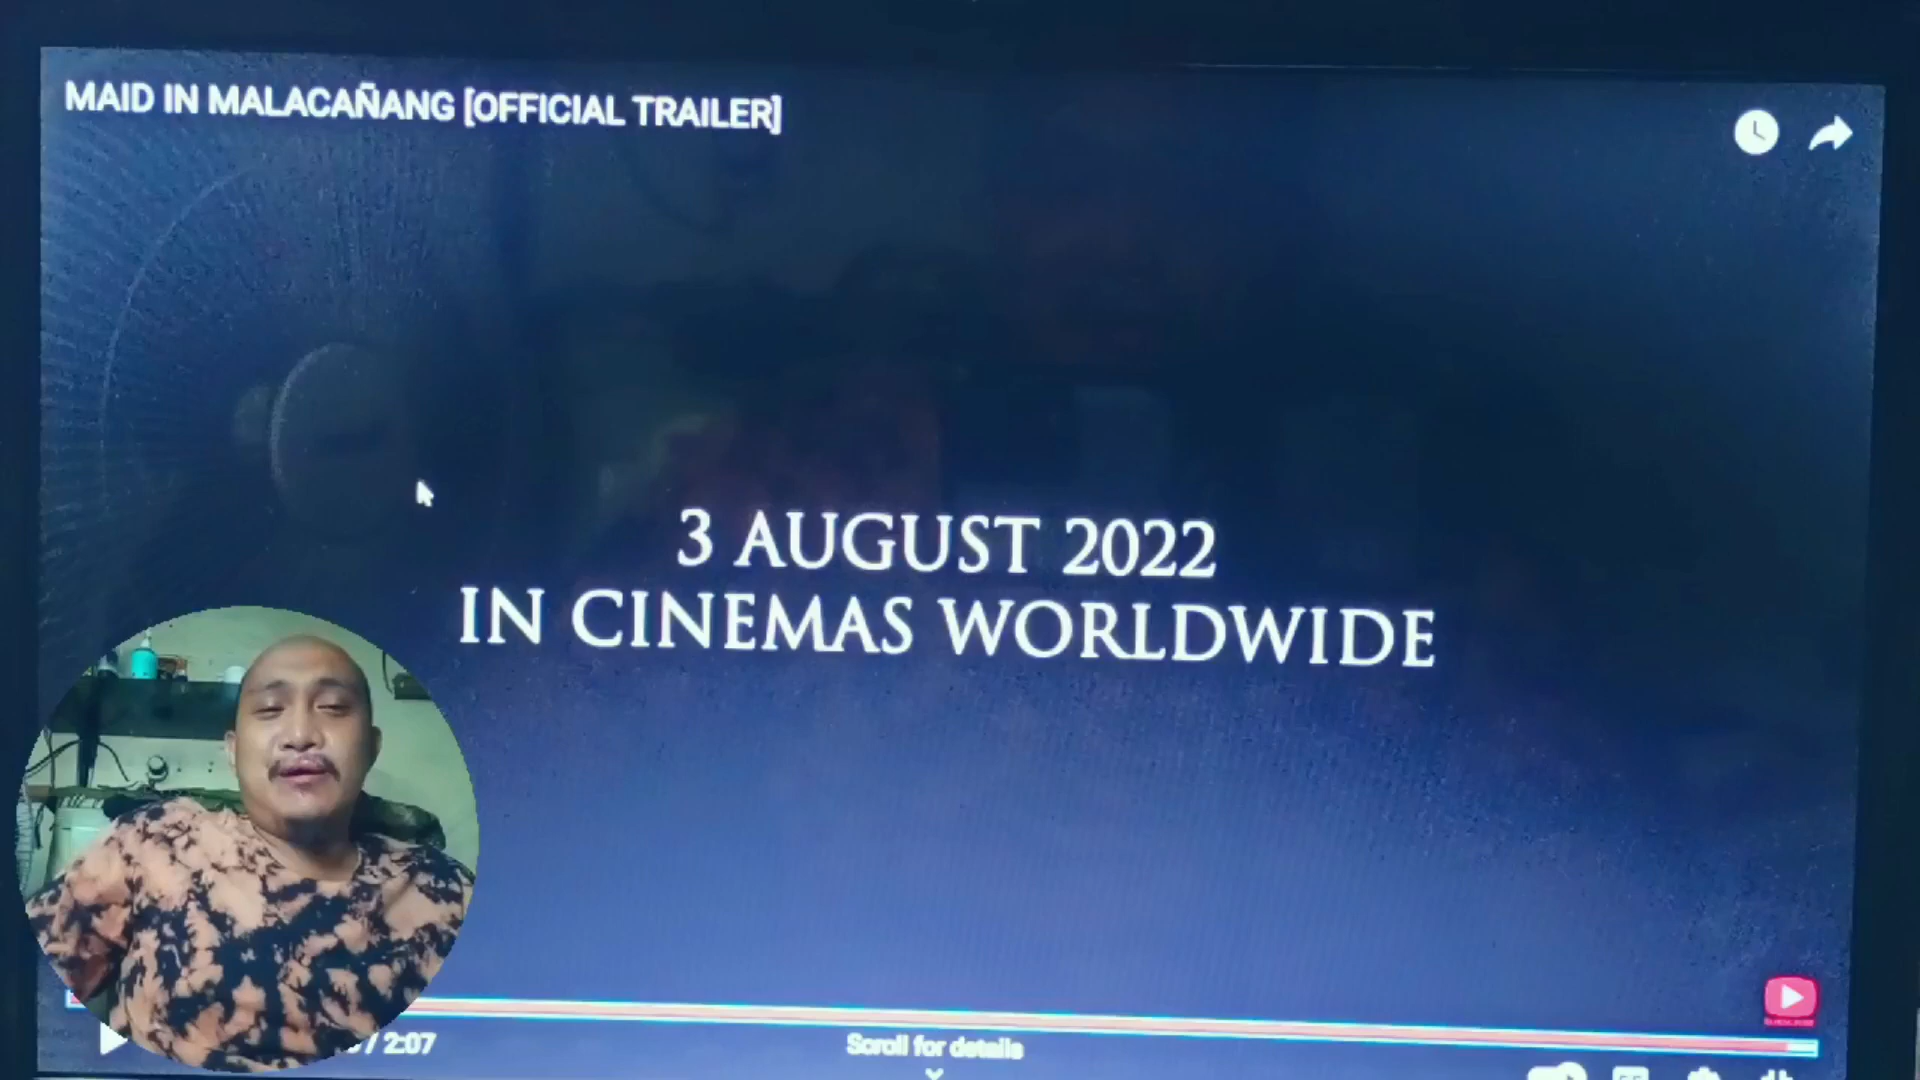 MAID IN MALACAÑANG [OFFICIAL TRAILER]
3 AUGUST 2022
IN CINEMAS WORLDWIDE
/ 2:07
Scroll for details